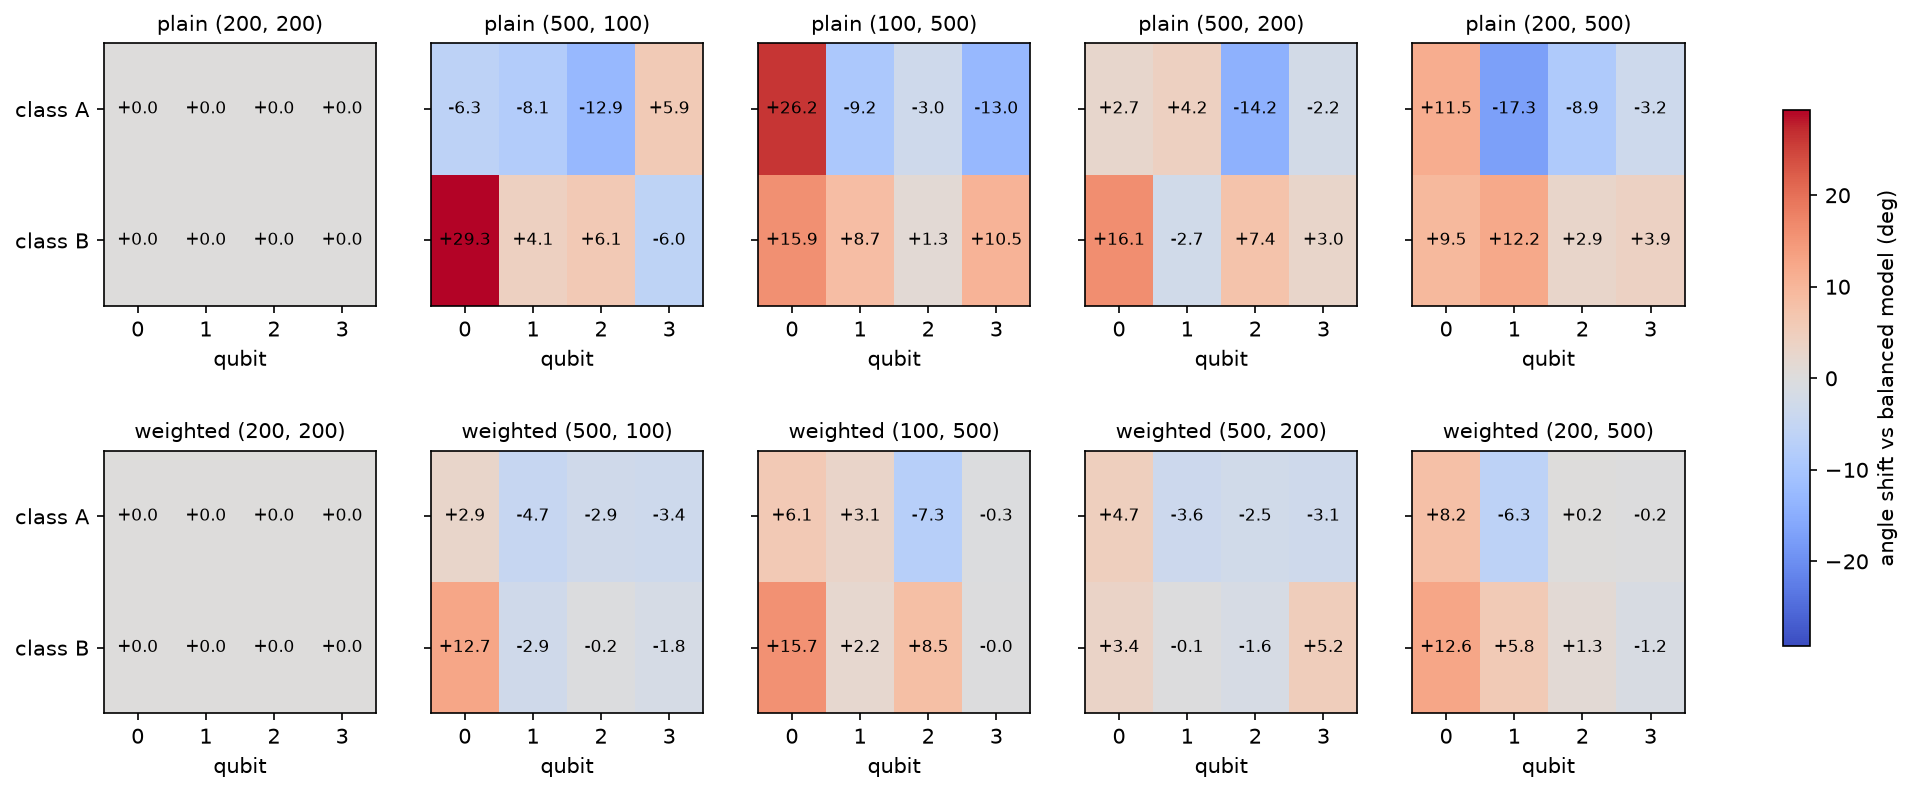 plain (200, 200) plain (500, 100) plain (100, 500) plain (500, 200) plain (200, 500)
class A +0.0 +0.0 +0.0 +0.0 -6.3 -8.1 -12.9 +5.9 +26.2 -9.2 -3.0 -13.0 +2.7 +4.2 -14.2 -2.2 +11.5 -17.3 -8.9 -3.2
class B +0.0 +0.0 +0.0 +0.0 +29.3 +4.1 +6.1 -6.0 +15.9 +8.7 +1.3 +10.5 +16.1 -2.7 +7.4 +3.0 +9.5 +12.2 +2.9 +3.9
0 1 2 3 0 1 2 3 0 1 2 3 0 1 2 3 0 1 2 3
qubit qubit qubit qubit qubit
weighted (200, 200) weighted (500, 100) weighted (100, 500) weighted (500, 200) weighted (200, 500)
class A +0.0 +0.0 +0.0 +0.0 +2.9 -4.7 -2.9 -3.4 +6.1 +3.1 -7.3 -0.3 +4.7 -3.6 -2.5 -3.1 +8.2 -6.3 +0.2 -0.2
class B +0.0 +0.0 +0.0 +0.0 +12.7 -2.9 -0.2 -1.8 +15.7 +2.2 +8.5 -0.0 +3.4 -0.1 -1.6 +5.2 +12.6 +5.8 +1.3 -1.2
0 1 2 3 0 1 2 3 0 1 2 3 0 1 2 3 0 1 2 3
qubit qubit qubit qubit qubit
20
10
0
−10
−20
angle shift vs balanced model (deg)